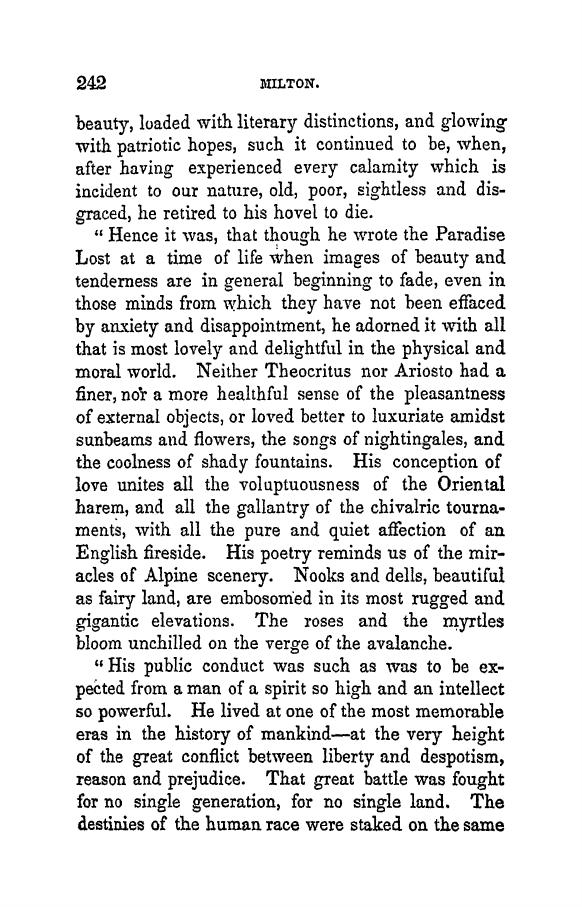 242 MILTON.
beauty, loaded with literary distinctions, and glowing
with patriotic hopes, such it continued to be, when,
after having experienced every calamity which is
incident to our nature, old, poor, sightless and dis-
graced, he retired to his hovel to die.
" Hence it was, that though he wrote the Paradise
Lost at a time of life when images of beauty and
tenderness are in general beginning to fade, even in
those minds from which they have not been effaced
by anxiety and disappointment, he adorned it with all
that is most lovely and delightful in the physical and
moral world. Neither Theocritus nor Ariosto had a
finer, nor a more healthful sense of the pleasantness
of external objects, or loved better to luxuriate amidst
sunbeams and flowers, the songs of nightingales, and
the coolness of shady fountains. His conception of
love unites all the voluptuousness of the Oriental
harem, and all the gallantry of the chivalric tourna-
ments, with all the pure and quiet affection of an
English fireside. His poetry reminds us of the mir-
acles of Alpine scenery. Nooks and dells, beautiful
as fairy land, are embosomed in its most rugged and
gigantic elevations. The roses and the myrtles
bloom unchilled on the verge of the avalanche.
" His public conduct was such as was to be ex-
pected from a man of a spirit so high and an intellect
so powerful. He lived at one of the most memorable
eras in the history of mankind—at the very height
of the great conflict between liberty and despotism,
reason and prejudice. That great battle was fought
for no single generation, for no single land. The
destinies of the human race were staked on the same